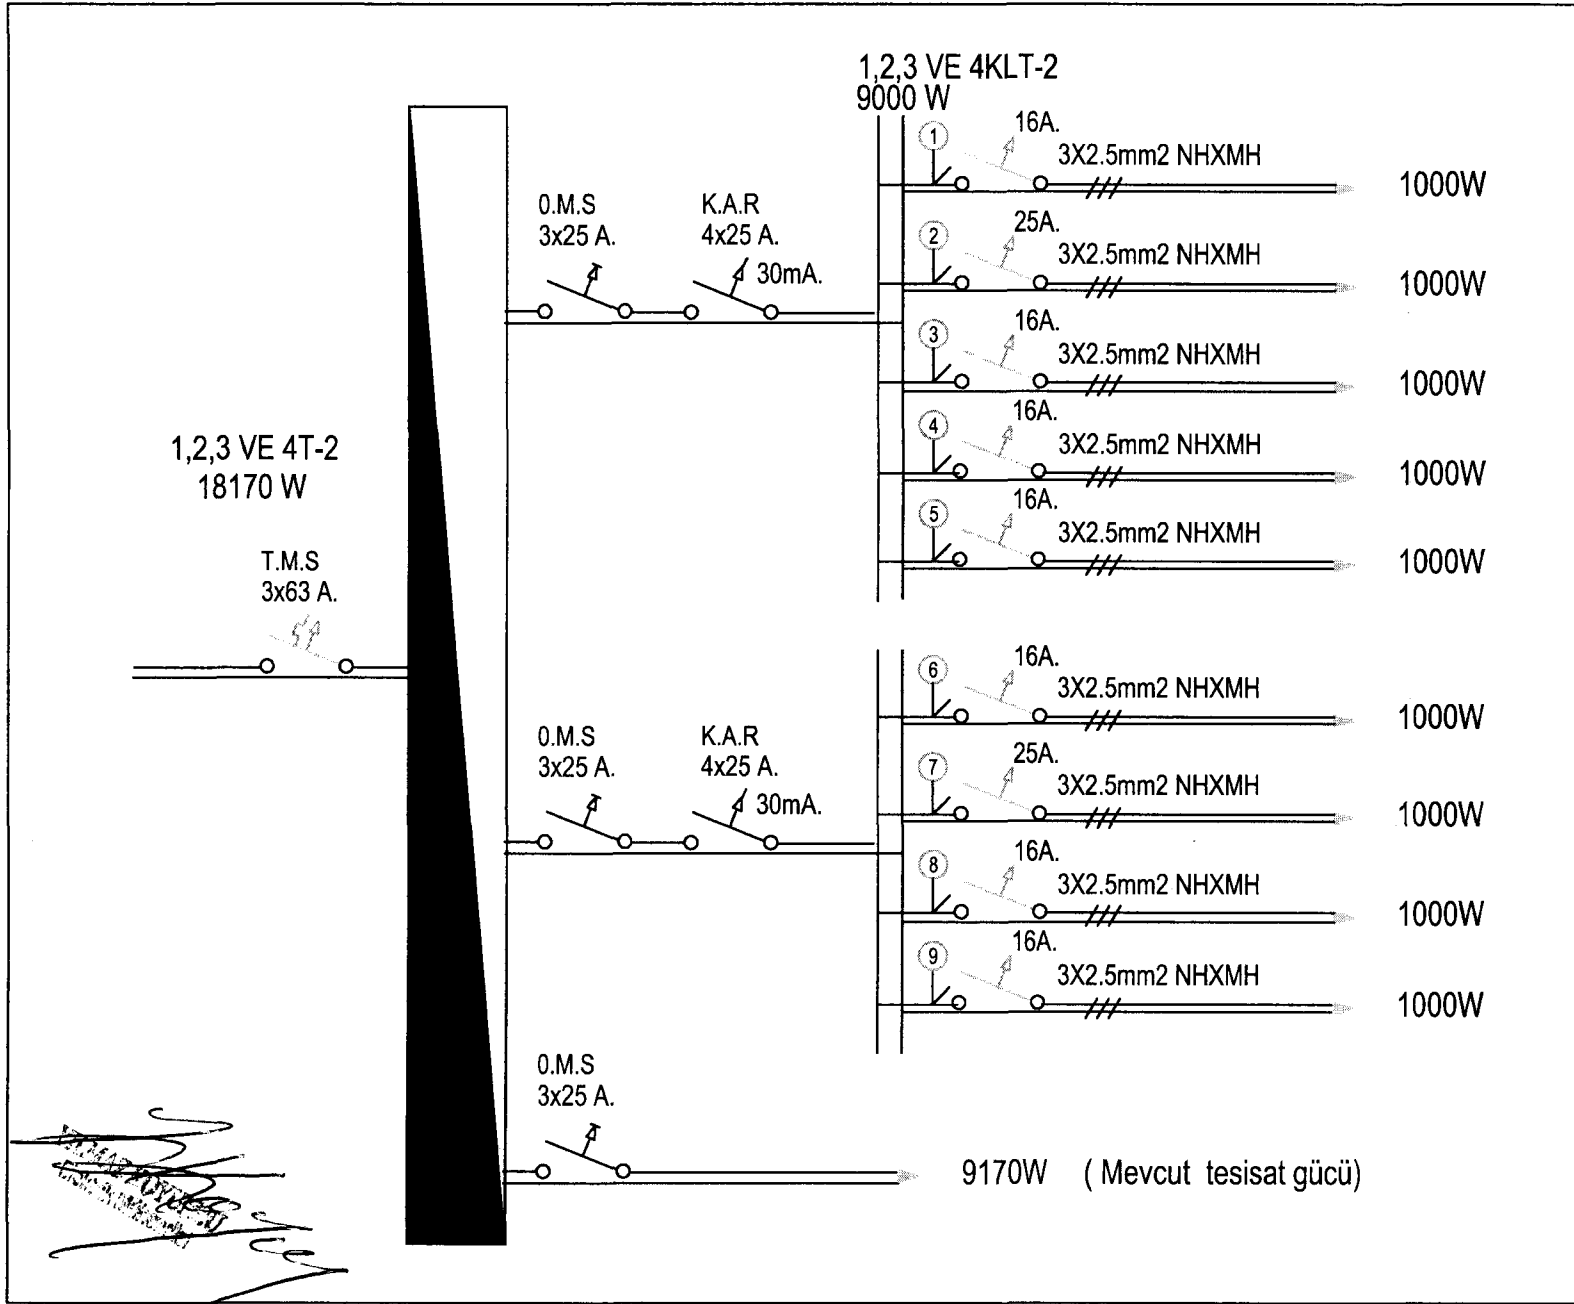 1,2,3 VE 4KLT-2
9000 W
1
16A.
3X2.5mm2 NHXMH
1000W
2
25A.
3X2.5mm2 NHXMH
1000W
3
16A.
3X2.5mm2 NHXMH
1000W
4
16A.
3X2.5mm2 NHXMH
1000W
5
16A.
3X2.5mm2 NHXMH
1000W
0.M.S
3x25 A.
K.A.R
4x25 A.
30mA.
1,2,3 VE 4T-2
18170 W
T.M.S
3x63 A.
6
16A.
3X2.5mm2 NHXMH
1000W
7
25A.
3X2.5mm2 NHXMH
1000W
8
16A.
3X2.5mm2 NHXMH
1000W
9
16A.
3X2.5mm2 NHXMH
1000W
0.M.S
3x25 A.
K.A.R
4x25 A.
30mA.
0.M.S
3x25 A.
9170W ( Mevcut tesisat gücü)